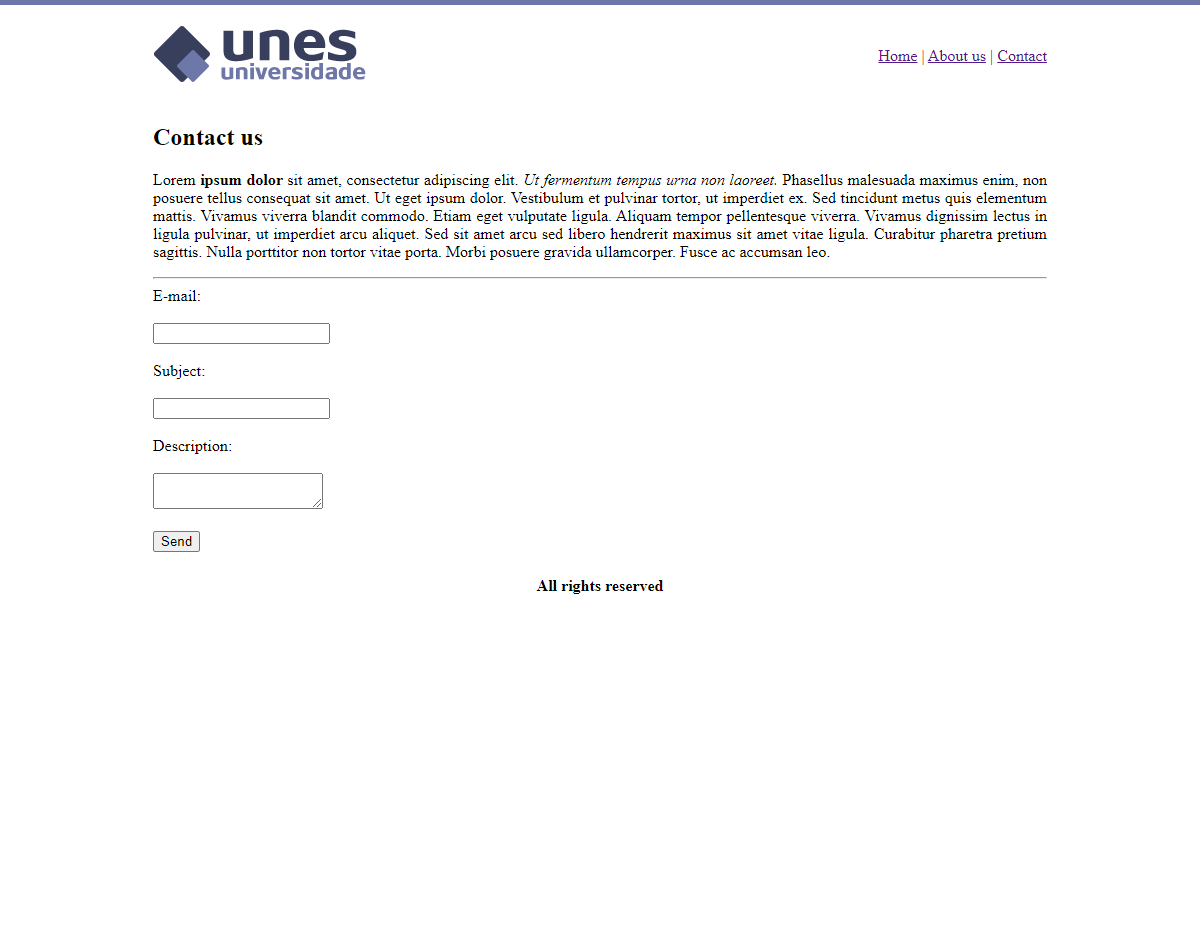 unes
universidade
Home | About us | Contact
Contact us
Lorem ipsum dolor sit amet, consectetur adipiscing elit. Ut fermentum tempus urna non laoreet. Phasellus malesuada maximus enim, non
posuere tellus consequat sit amet. Ut eget ipsum dolor. Vestibulum et pulvinar tortor, ut imperdiet ex. Sed tincidunt metus quis elementum
mattis. Vivamus viverra blandit commodo. Etiam eget vulputate ligula. Aliquam tempor pellentesque viverra. Vivamus dignissim lectus in
ligula pulvinar, ut imperdiet arcu aliquet. Sed sit amet arcu sed libero hendrerit maximus sit amet vitae ligula. Curabitur pharetra pretium
sagittis. Nulla porttitor non tortor vitae porta. Morbi posuere gravida ullamcorper. Fusce ac accumsan leo.
E-mail:
Subject:
Description:
Send
All rights reserved